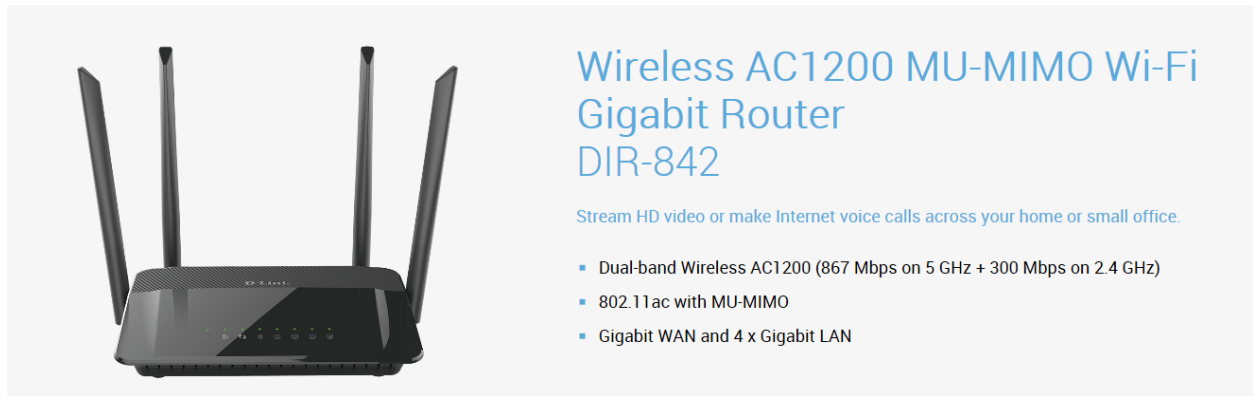 Wireless AC1200 MU-MIMO Wi-Fi
Gigabit Router
DIR-842
Stream HD video or make Internet voice calls across your home or small office.
Dual-band Wireless AC1200 (867 Mbps on 5 GHz + 300 Mbps on 2.4 GHz)
802.11ac with MU-MIMO
Gigabit WAN and 4 x Gigabit LAN
D-Link